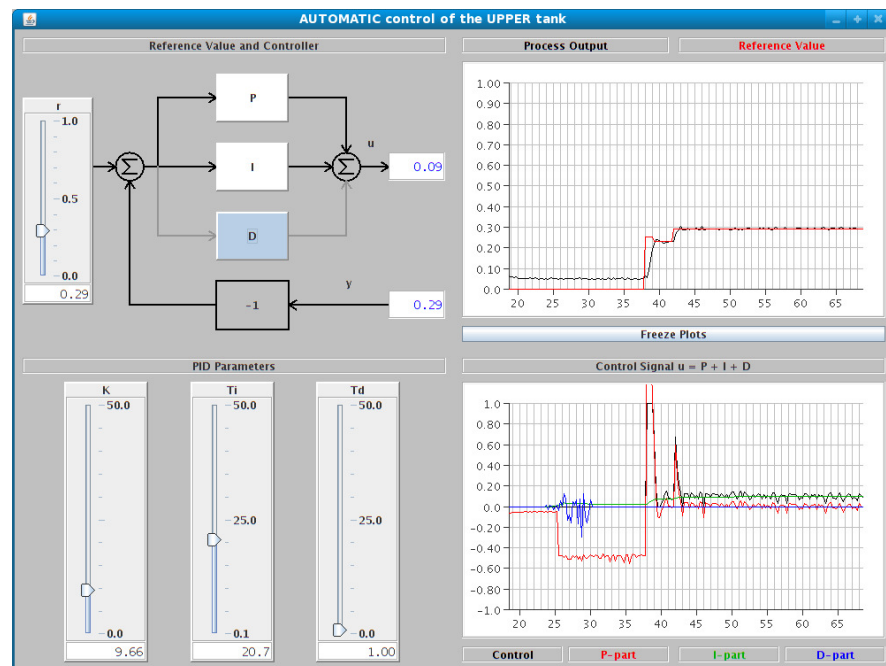 AUTOMATIC control of the UPPER tank
Reference Value and Controller
r
1.0
0.5
0.0
0.29
Σ
P
I
D
-1
Σ
u
0.09
y
0.29
Process Output
Reference Value
1.00
0.90
0.80
0.70
0.60
0.50
0.40
0.30
0.20
0.10
0.0
20 25 30 35 40 45 50 55 60 65
Freeze Plots
PID Parameters
K
50.0
0.0
9.66
Ti
50.0
25.0
0.1
20.7
Td
50.0
25.0
0.0
1.00
Control Signal u = P + I + D
1.0
0.80
0.60
0.40
0.20
0.0
-0.20
-0.40
-0.60
-0.80
-1.0
20 25 30 35 40 45 50 55 60 65
Control
P-part
I-part
D-part